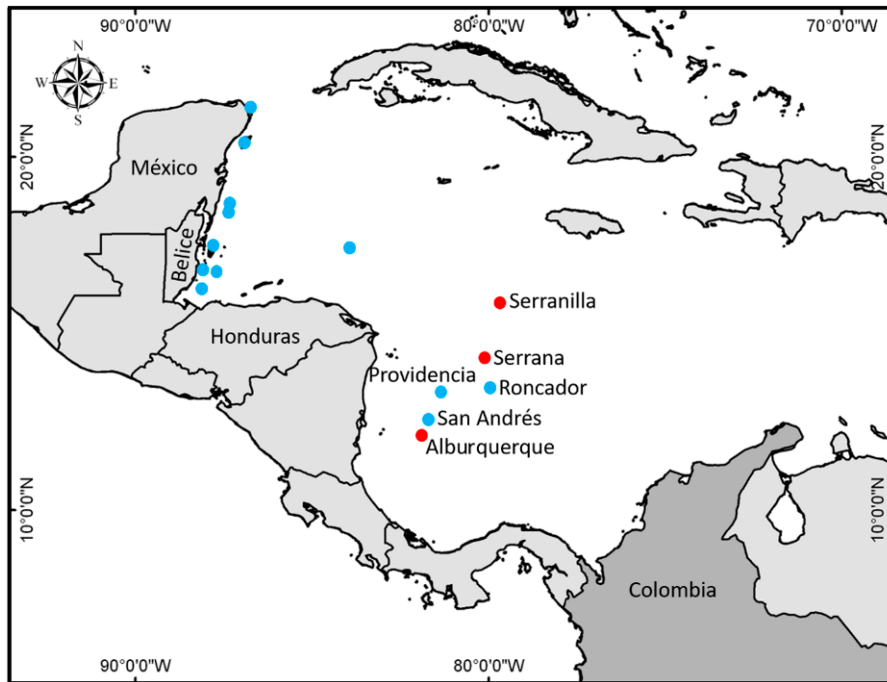 90°0'0"W 80°0'0"W 70°0'0"W
N
W E
S
20°0'0"N 20°0'0"N
México
Belice
Serranilla
Honduras
Serrana
Providencia
Roncador
San Andrés
Alburquerque
10°0'0"N 10°0'0"N
Colombia
90°0'0"W 80°0'0"W